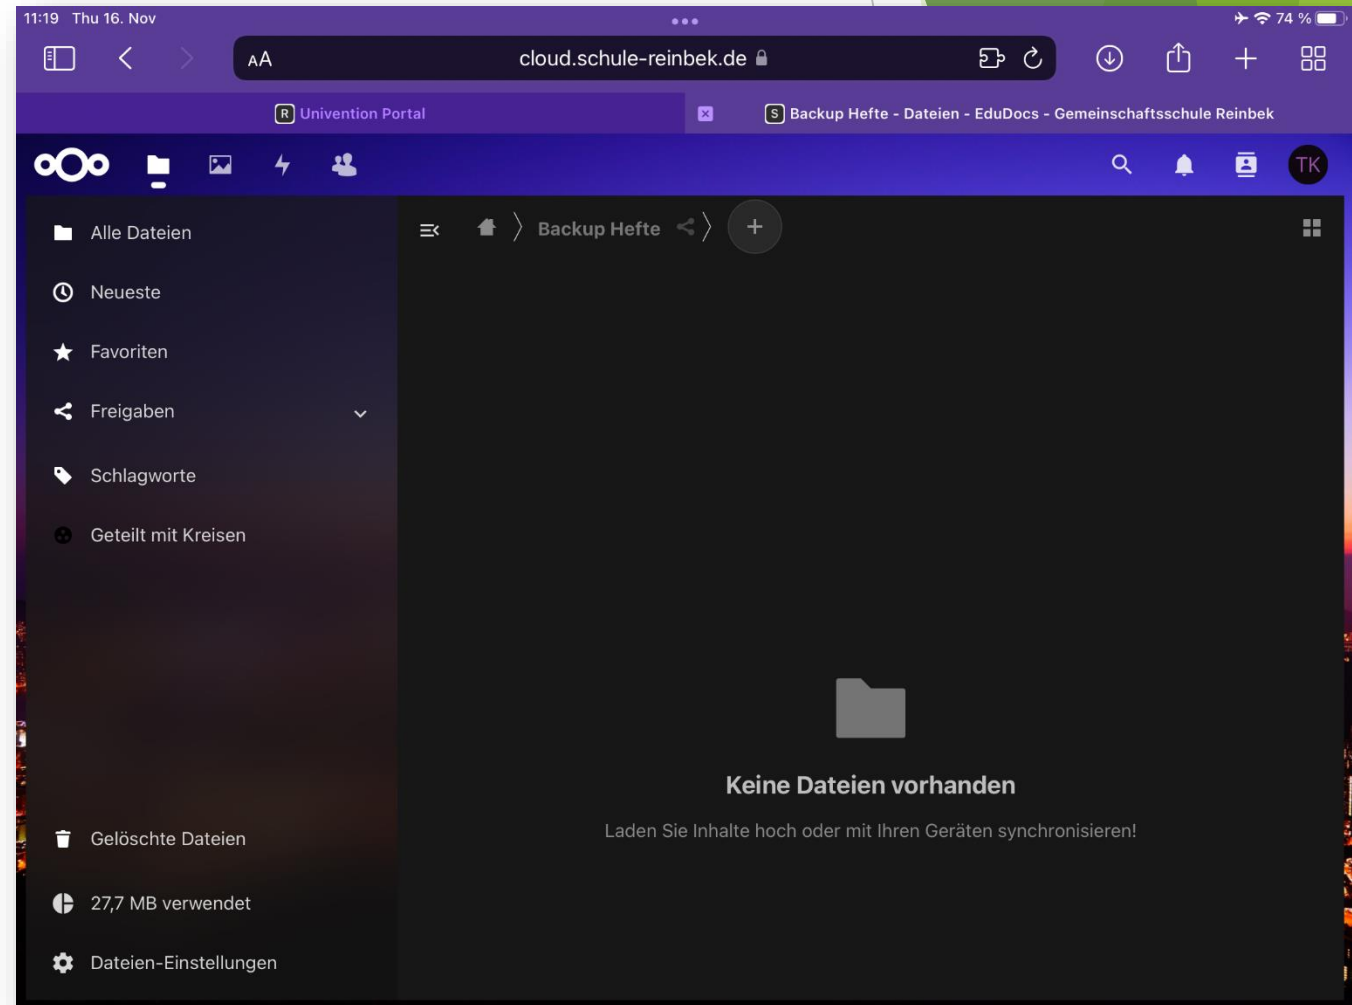 11:19 Thu 16. Nov
74 %
AA
cloud.schule-reinbek.de
R Univention Portal
S Backup Hefte - Dateien - EduDocs - Gemeinschaftsschule Reinbek
TK
Alle Dateien
Backup Hefte
Neueste
Favoriten
Freigaben
Schlagworte
Geteilt mit Kreisen
Keine Dateien vorhanden
Laden Sie Inhalte hoch oder mit Ihren Geräten synchronisieren!
Gelöschte Dateien
27,7 MB verwendet
Dateien-Einstellungen